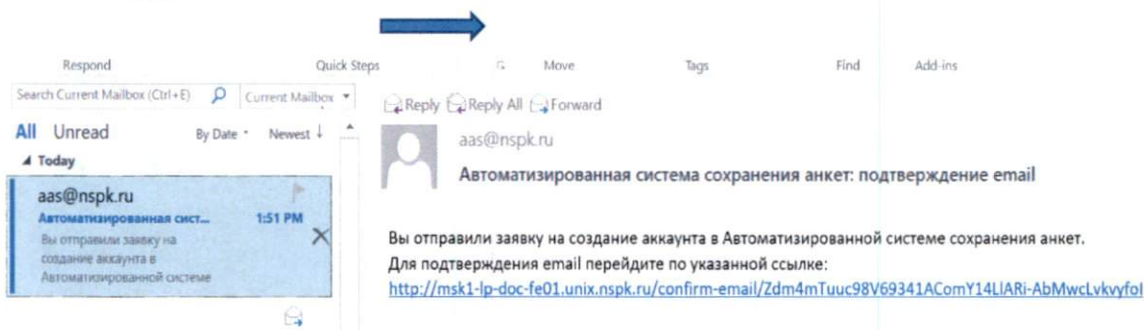 Respond
Quick Steps
Move
Tags
Find
Add-ins
Search Current Mailbox (Ctrl+E)
Current Mailbox
All Unread
By Date Newest ↓
Today
aas@nspk.ru
Автоматизированная сист...
1:51 PM
Вы отправили заявку на
создание аккаунта в
Автоматизированной системе
Reply Reply All Forward
aas@nspk.ru
Автоматизированная система сохранения анкет: подтверждение email
Вы отправили заявку на создание аккаунта в Автоматизированной системе сохранения анкет.
Для подтверждения email перейдите по указанной ссылке:
http://msk1-lp-doc-fe01.unix.nspk.ru/confirm-email/Zdm4mTuuc98V69341AComY14LlARi-AbMwcLvkvyfol